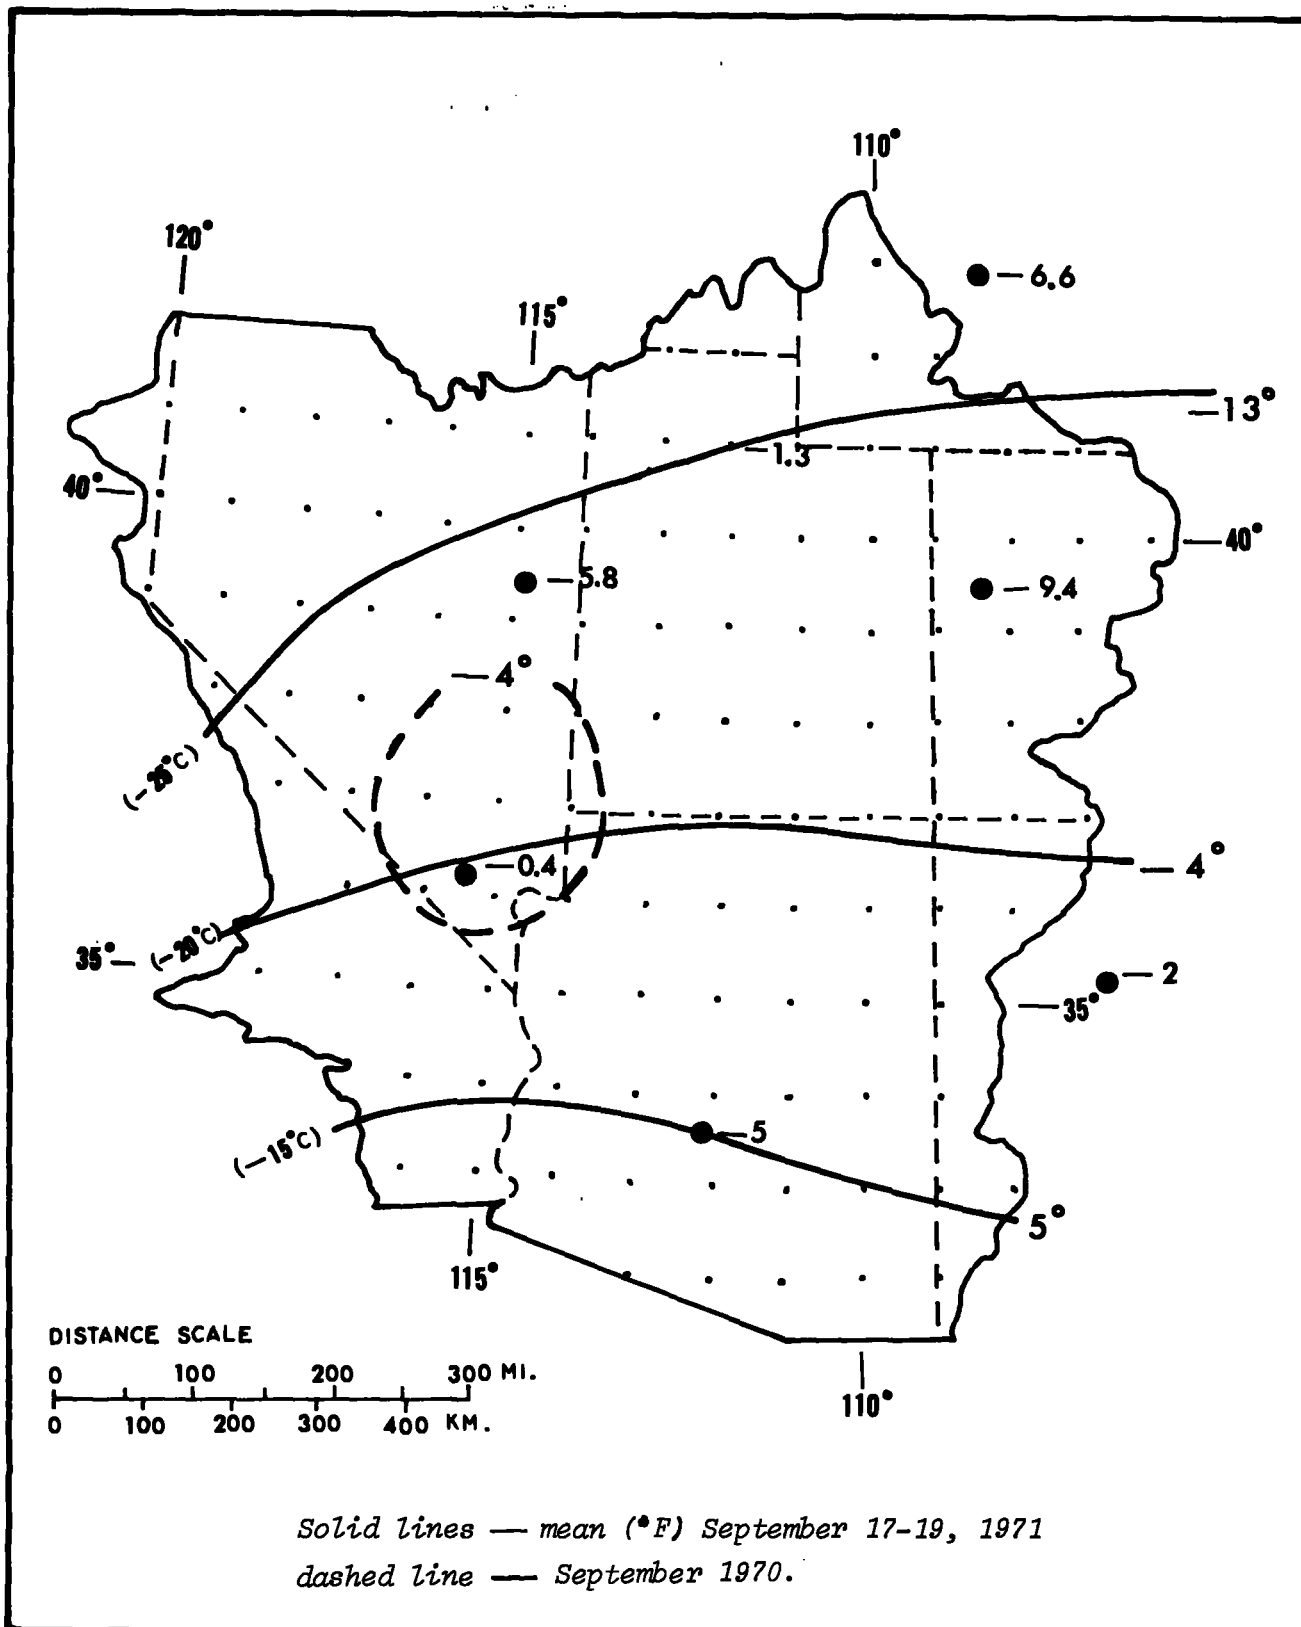 110°
120°
— 6.6
115°
—13°
—1.3
40°—
—40°
—5.8
— 9.4
—4°
(—25°C)
—0.4
— 4°
(—20°C)
35°—
— 2
—35°
—5
(—15°C)
5°
115°
DISTANCE SCALE
0 100 200 300 MI.
0 100 200 300 400 KM.
110°
Solid lines — mean (°F) September 17-19, 1971
dashed line — September 1970.